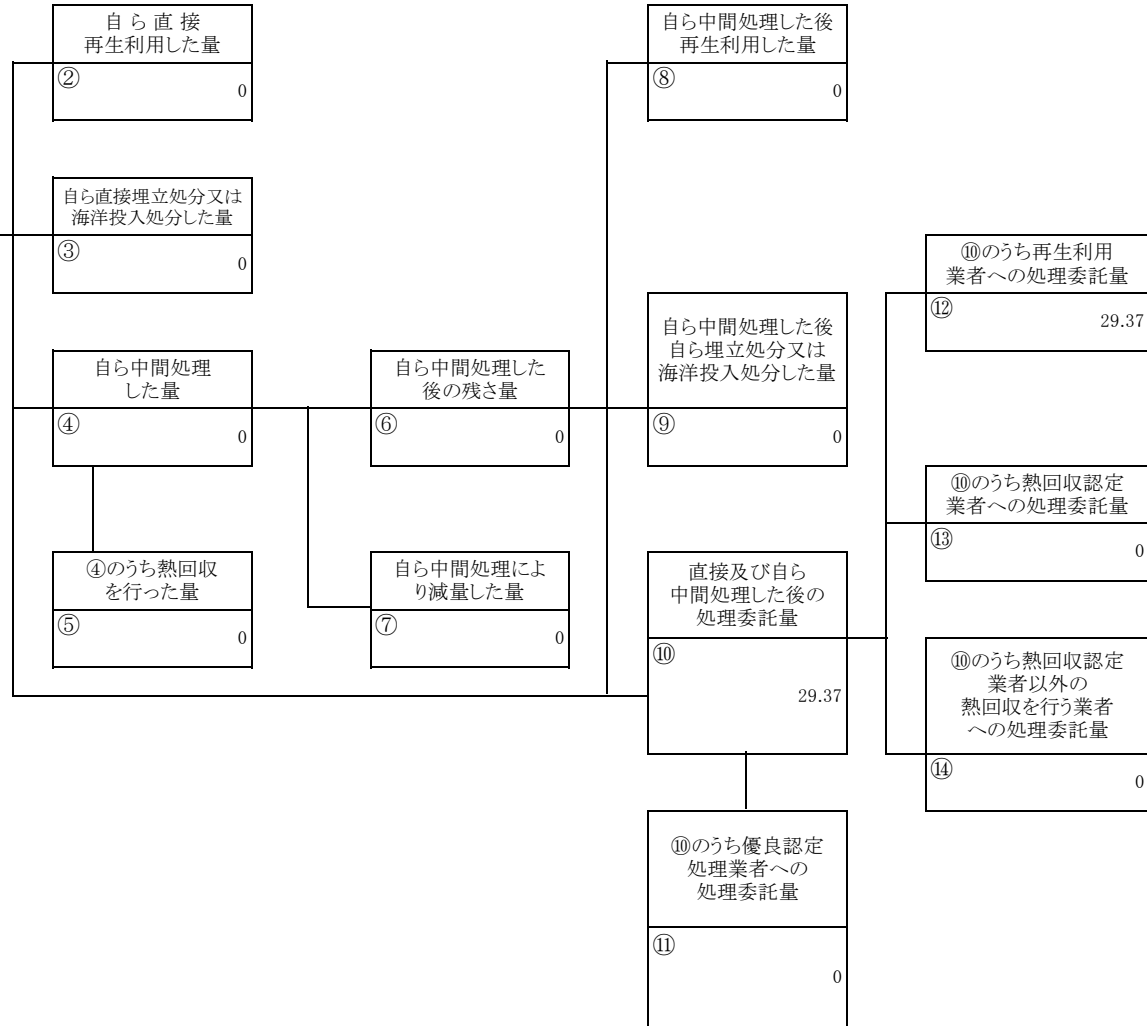 自 ら 直 接
再生利用した量
②
0
自ら直接埋立処分又は
海洋投入処分した量
③
0
自ら中間処理
した量
④
0
④のうち熱回収
を行った量
⑤
0
自ら中間処理した
後の残さ量
⑥
0
自ら中間処理によ
り減量した量
⑦
0
自ら中間処理した後
再生利用した量
⑧
0
自ら中間処理した後
自ら埋立処分又は
海洋投入処分した量
⑨
0
直接及び自ら
中間処理した後の
処理委託量
⑩
29.37
⑩のうち優良認定
処理業者への
処理委託量
⑪
0
⑩のうち再生利用
業者への処理委託量
⑫
29.37
⑩のうち熱回収認定
業者への処理委託量
⑬
0
⑩のうち熱回収認定
業者以外の
熱回収を行う業者
への処理委託量
⑭
0